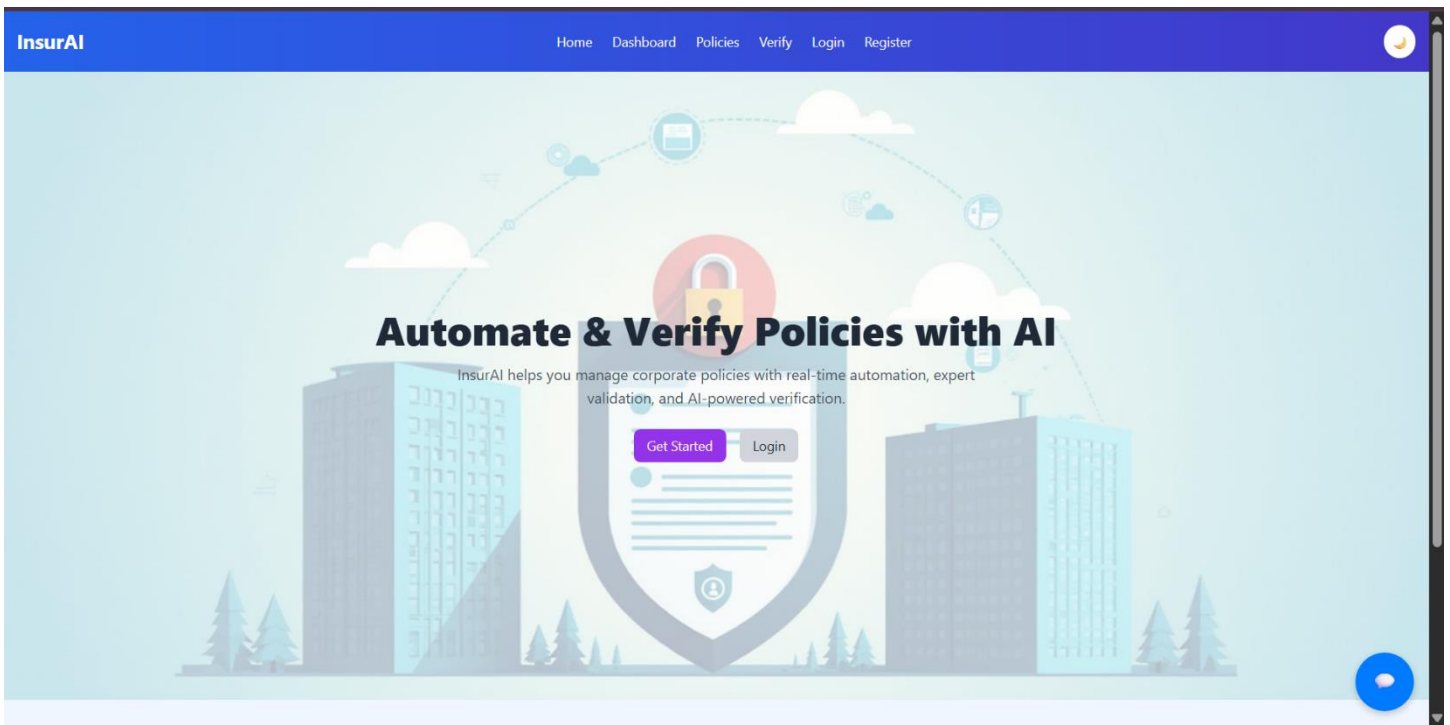 InsurAI
Home Dashboard Policies Verify Login Register
Automate & Verify Policies with AI
InsurAI helps you manage corporate policies with real-time automation, expert
validation, and AI-powered verification.
Get Started Login